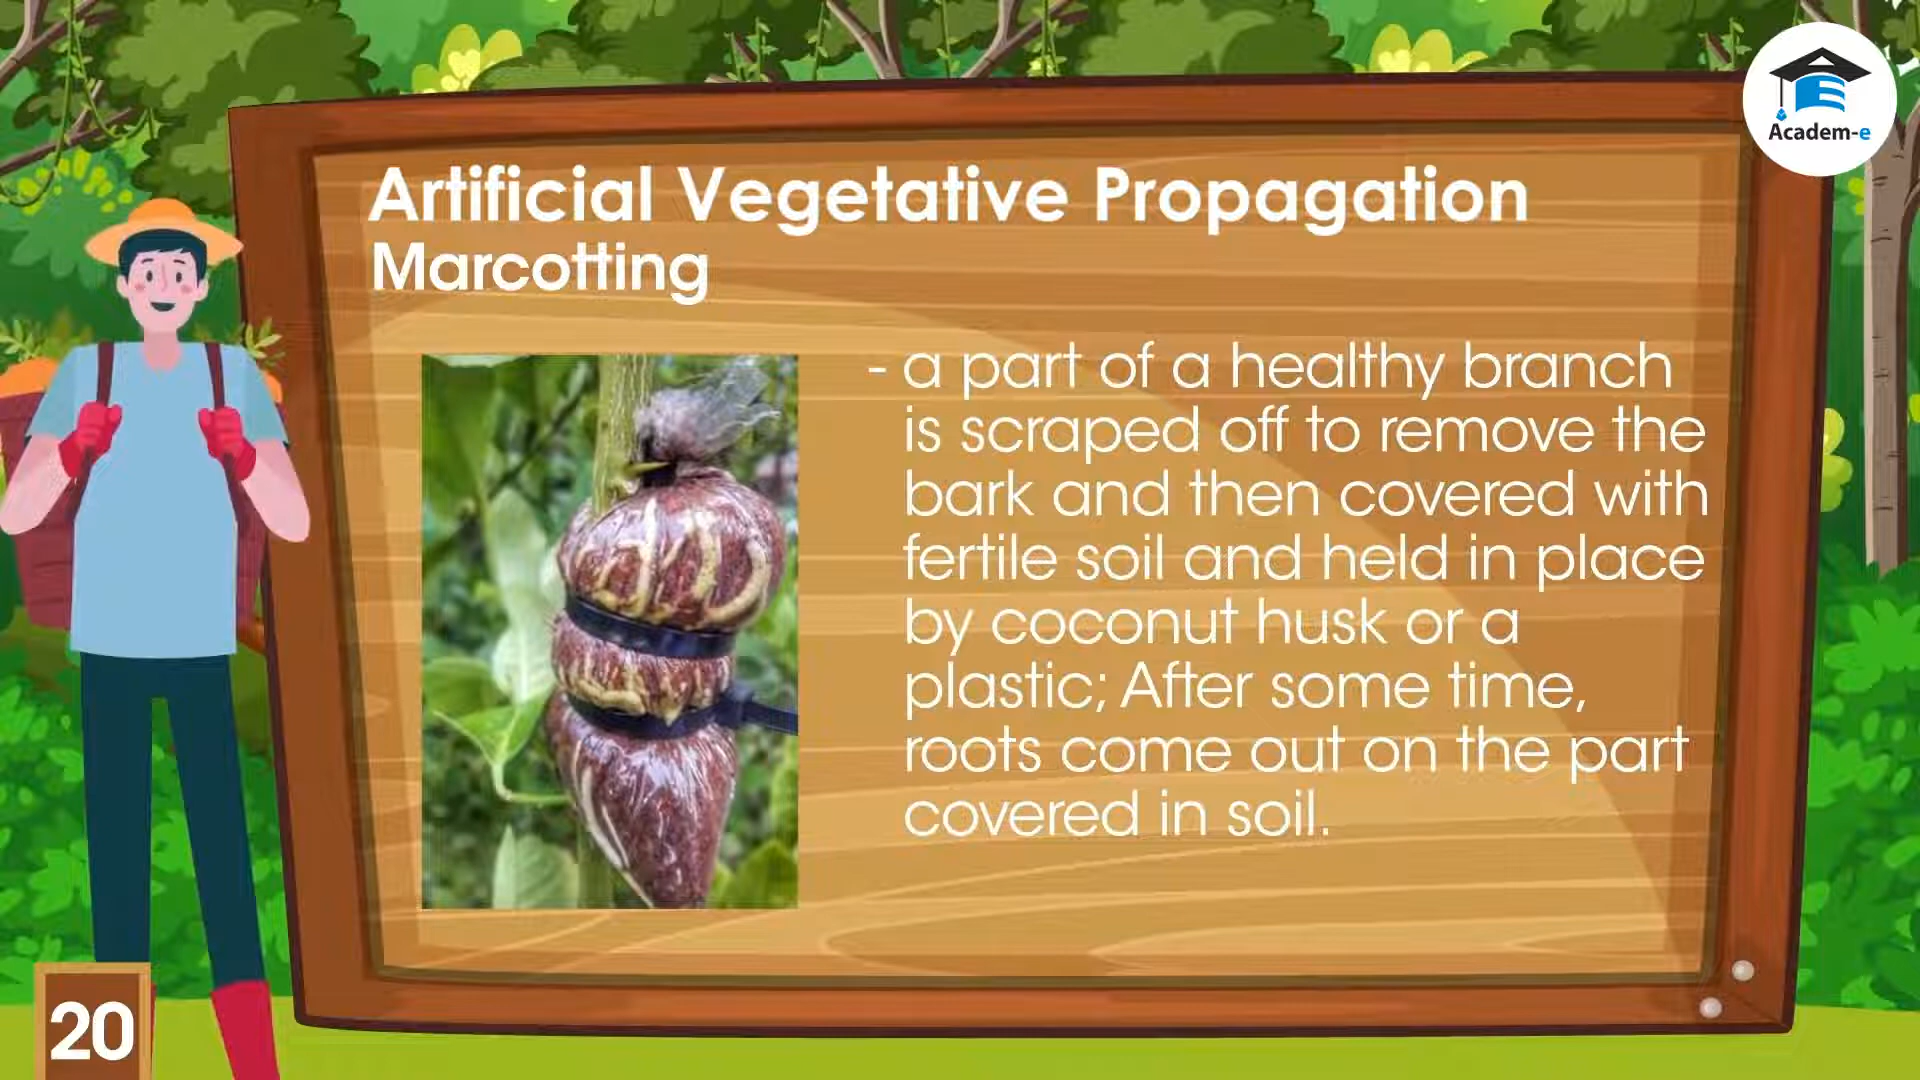 Academ-e
Artificial Vegetative Propagation
Marcotting
- a part of a healthy branch
is scraped off to remove the
bark and then covered with
fertile soil and held in place
by coconut husk or a
plastic; After some time,
roots come out on the part
covered in soil.
20